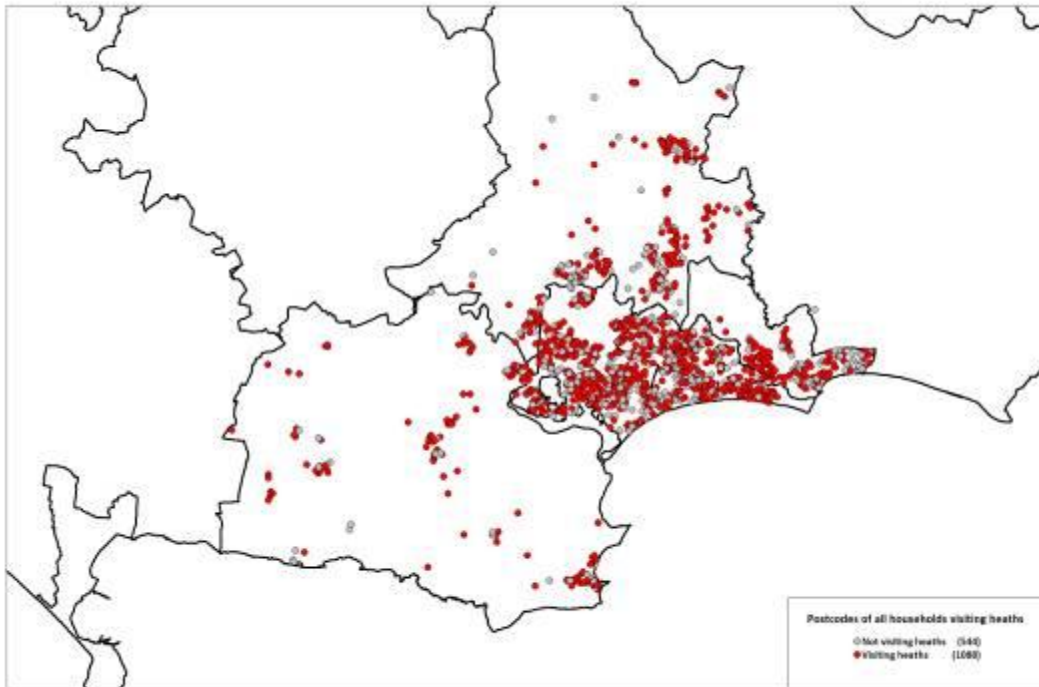 Postcodes of all households visiting heaths
Not visiting heaths (544)
Visiting heaths (1080)